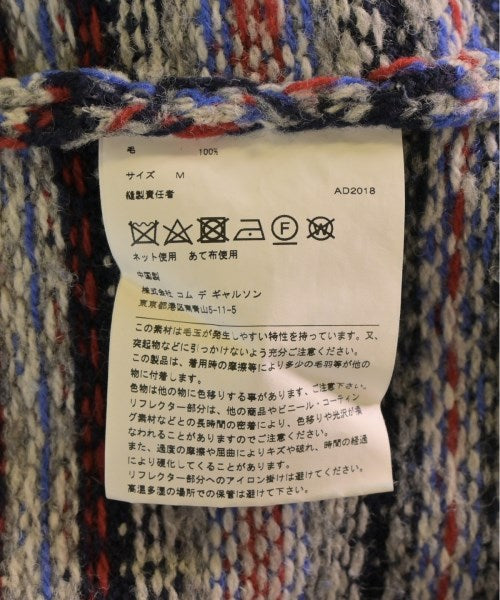 毛 100%
サイズ M
縫製責任者 AD2018
F W
ネット使用 あて布使用
中国製
株式会社 コム デ ギャルソン
東京都港区南青山5-11-5
この素材は毛玉が発生しやすい特性を持っています。又、
突起物などに引っかけないよう充分ご注意ください。
この製品は、着用時の摩擦等により多少の毛羽等が他の
物に付着します。
色物は他の物に色移りする事があります、ご注意下さい。
リフレクター部分は、他の商品やビニール・コーティン
グ素材などとの長時間の密着により、色移りや光沢が損
なわれることがありますのでご注意ください。
また、過度の摩擦や屈曲によりキズや破れ、時間の経過
により硬化してくることがあります。
リフレクター部分へのアイロン掛けは避けてください。
高温多湿の場所での保管は避けて下さい。